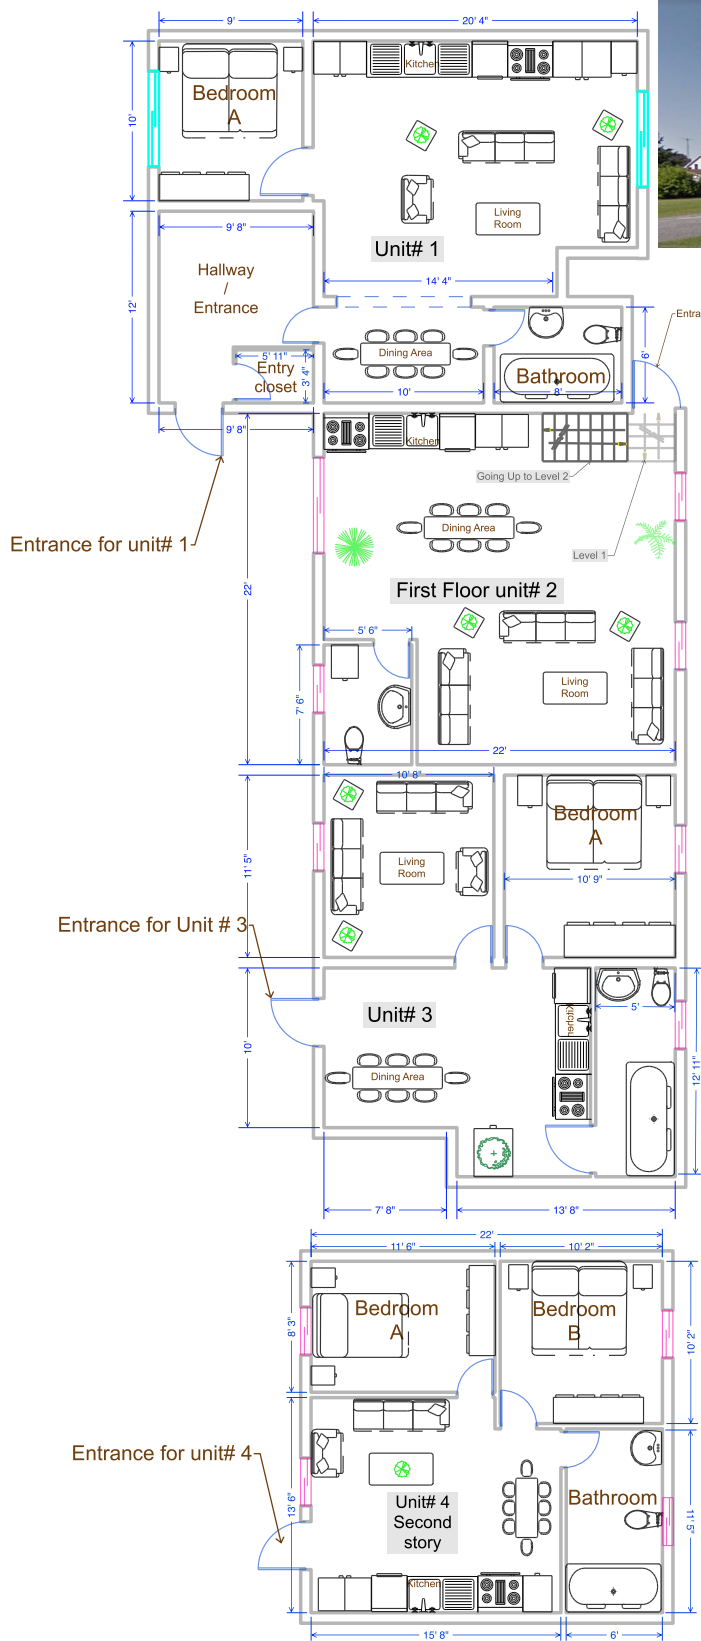 9'
20' 4"
Kitchen
Bedroom
A
10'
Living
Room
Unit# 1
9' 8"
Hallway
/
Entrance
14' 4"
12'
Entra
5' 11"
Entry
closet
3' 4"
Dining Area
6'
Bathroom
10'
8'
9' 8"
Kitchen
Going Up to Level 2
Entrance for unit# 1
Dining Area
Level 1
22'
First Floor unit# 2
5' 6"
Living
Room
7' 6"
22'
10' 8"
Bedroom
A
11' 5"
Living
Room
10' 9"
Entrance for Unit # 3
Unit# 3
Kitchen
5'
10'
Dining Area
12' 11"
7' 8"
13' 8"
22'
11' 6"
10' 2"
Bedroom
A
Bedroom
B
8' 3"
10' 2"
Entrance for unit# 4
13' 6"
Unit# 4
Second
story
Bathroom
11' 5"
Kitchen
15' 8"
6'